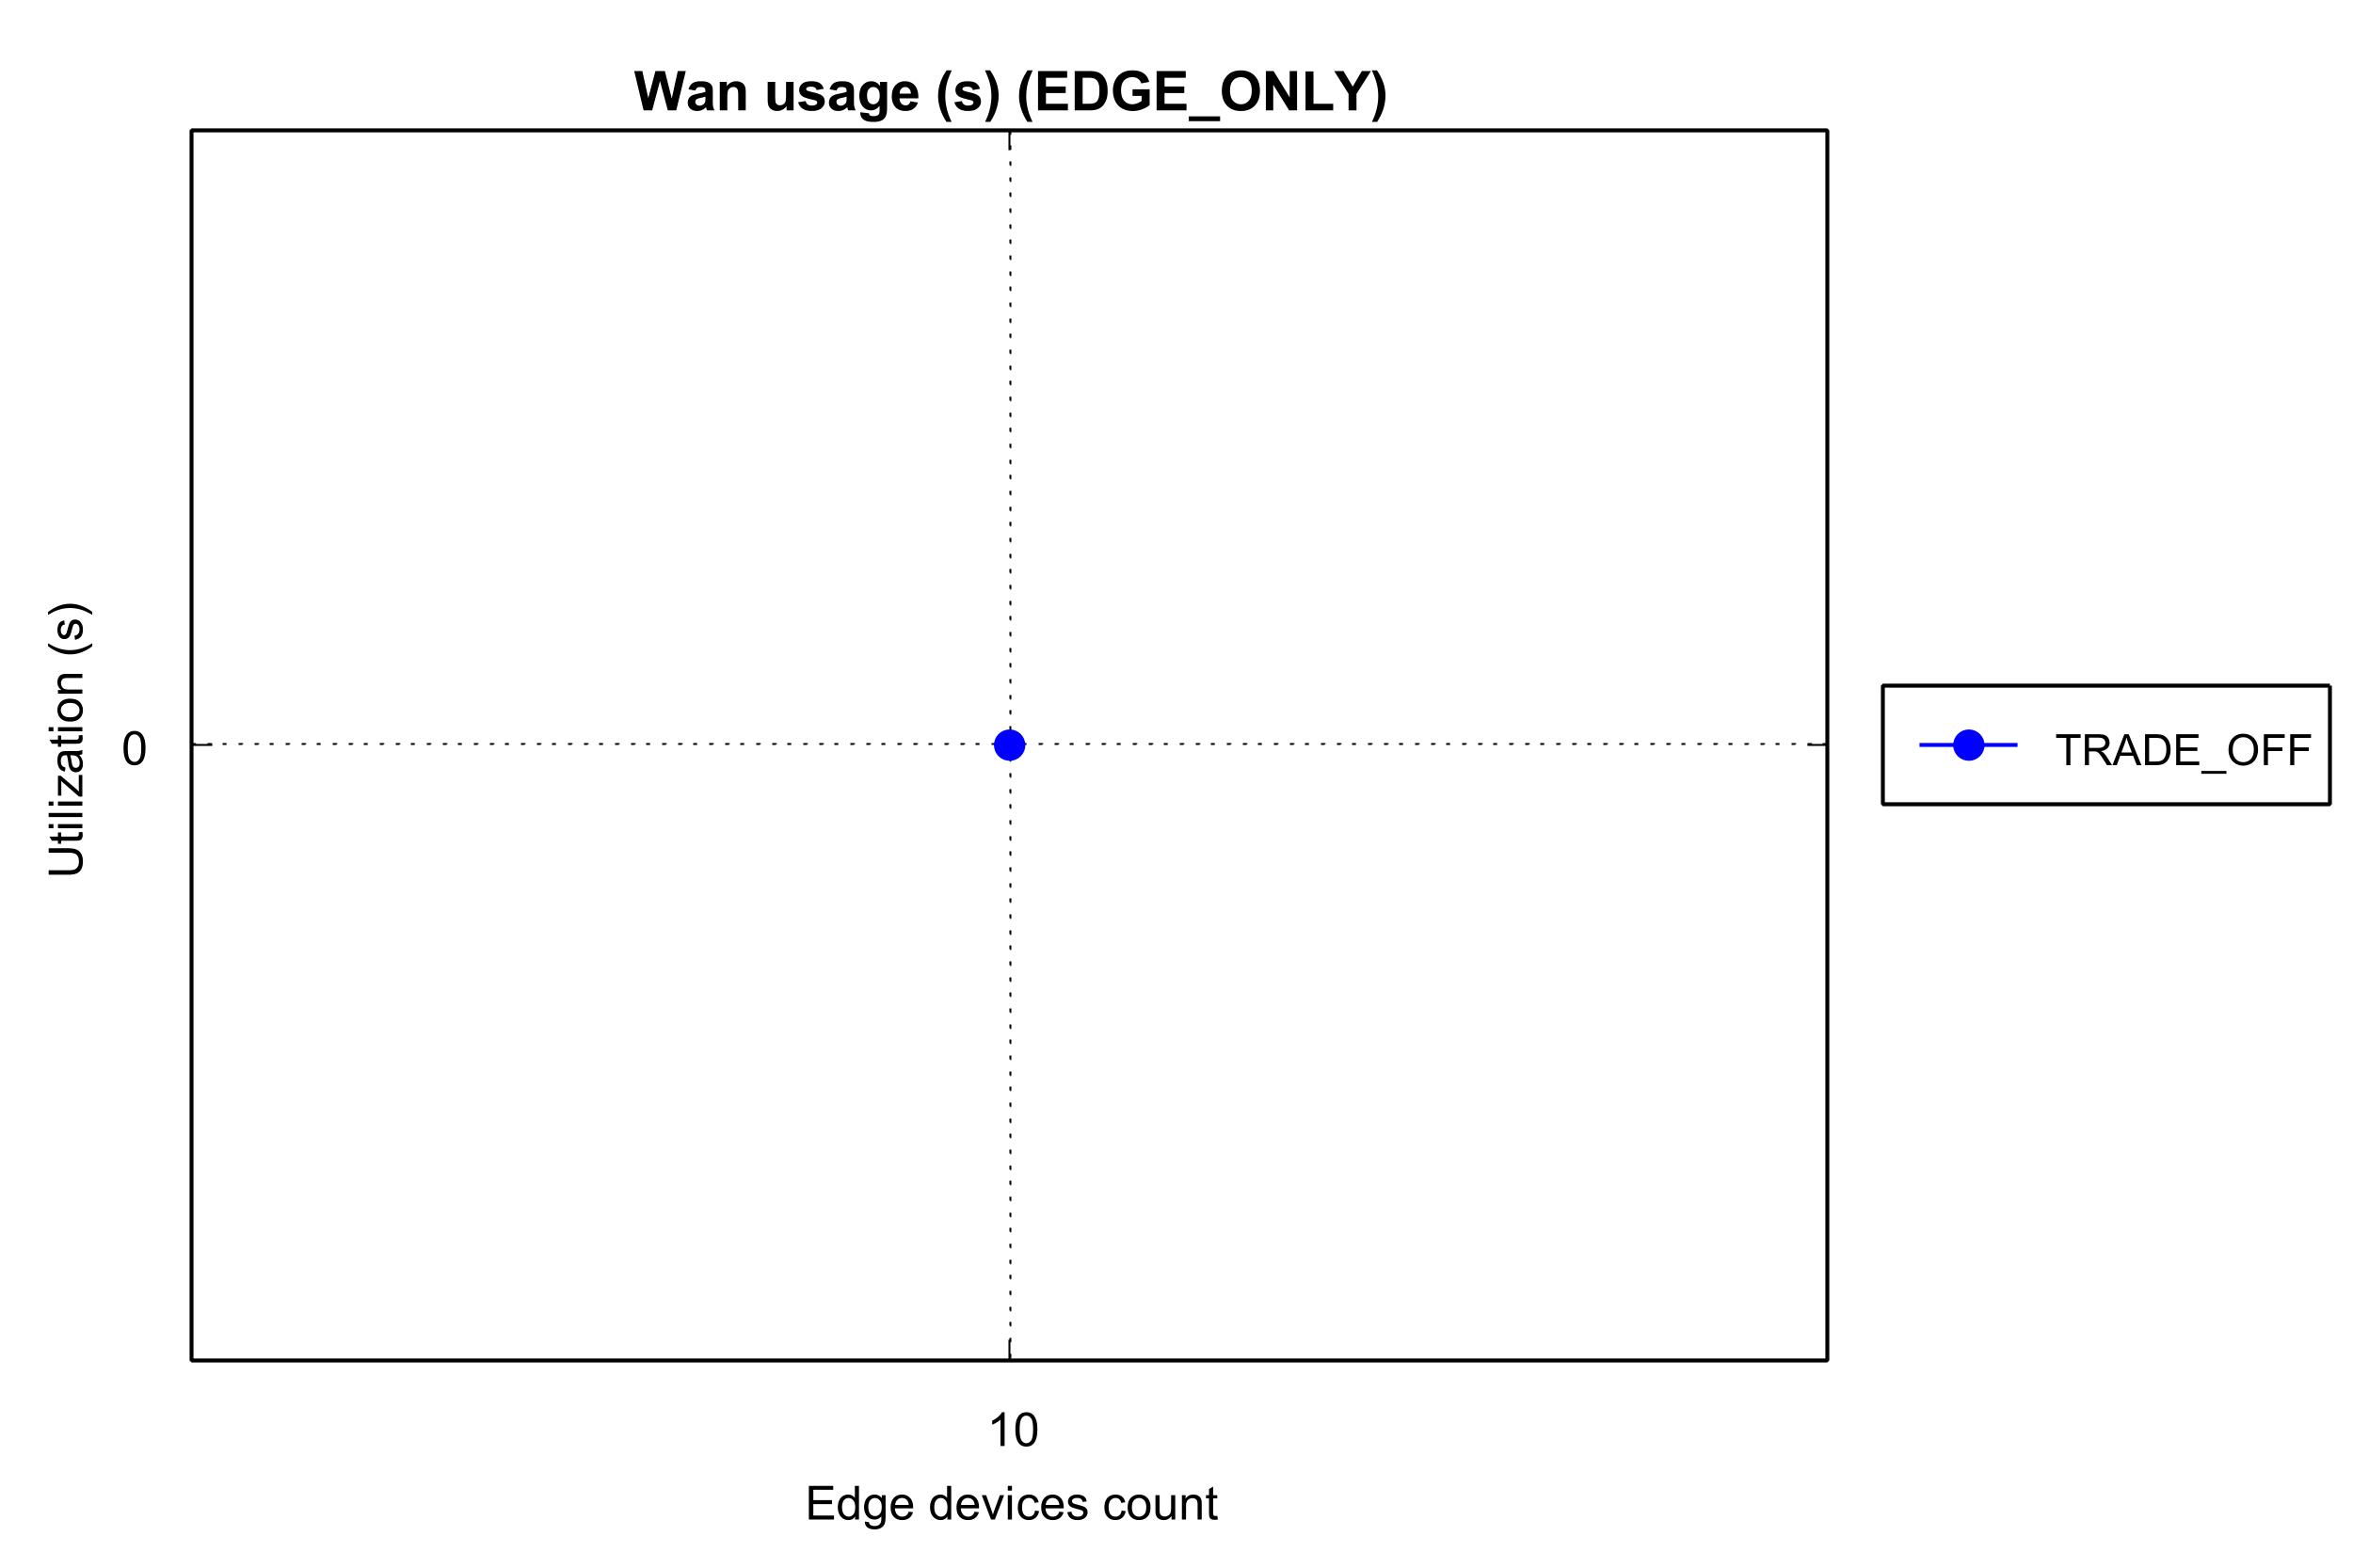 Wan usage (s)(EDGE_ONLY)
Utilization (s)
0
TRADE_OFF
10
Edge devices count